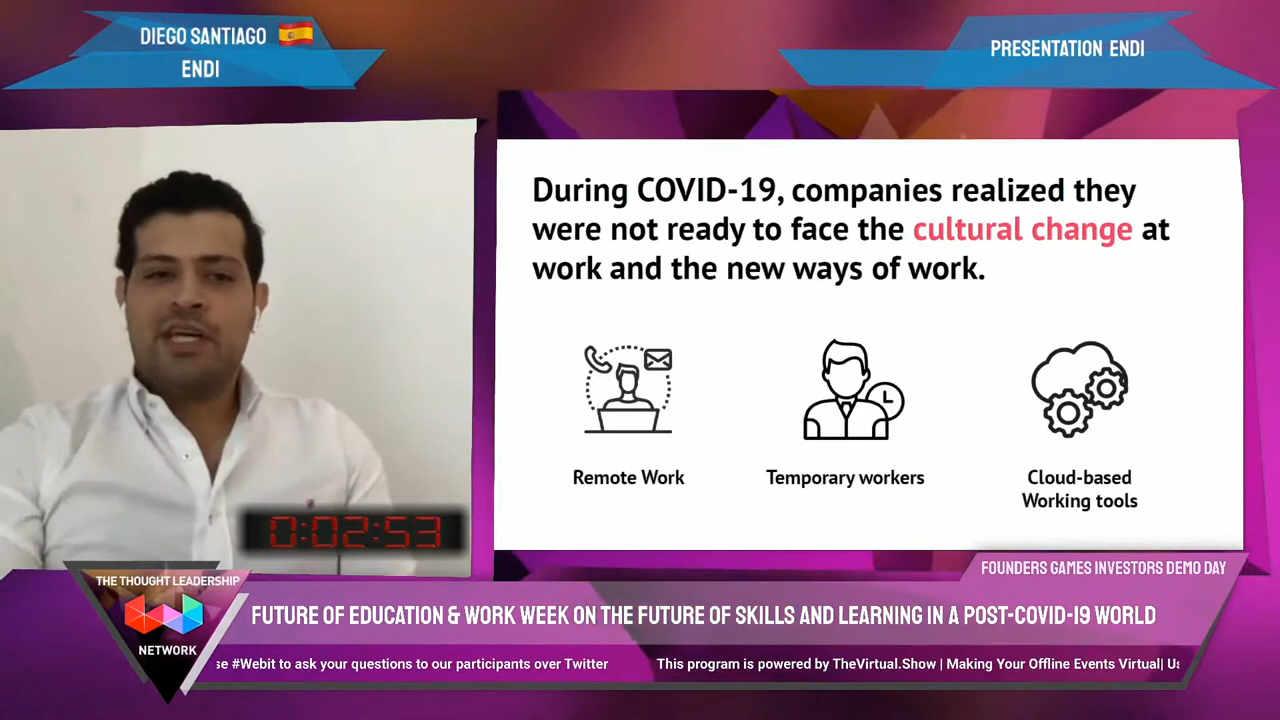 DIEGO SANTIAGO
ENDI
PRESENTATION ENDI
During COVID-19, companies realized they
were not ready to face the cultural change at
work and the new ways of work.
Remote Work
Temporary workers
Cloud-based
Working tools
0:02:53
FOUNDERS GAMES INVESTORS DEMO DAY
THE THOUGHT LEADERSHIP
NETWORK
FUTURE OF EDUCATION & WORK WEEK ON THE FUTURE OF SKILLS AND LEARNING IN A POST-COVID-19 WORLD
se #Webit to ask your questions to our participants over Twitter
This program is powered by TheVirtual.Show | Making Your Offline Events Virtual| Us